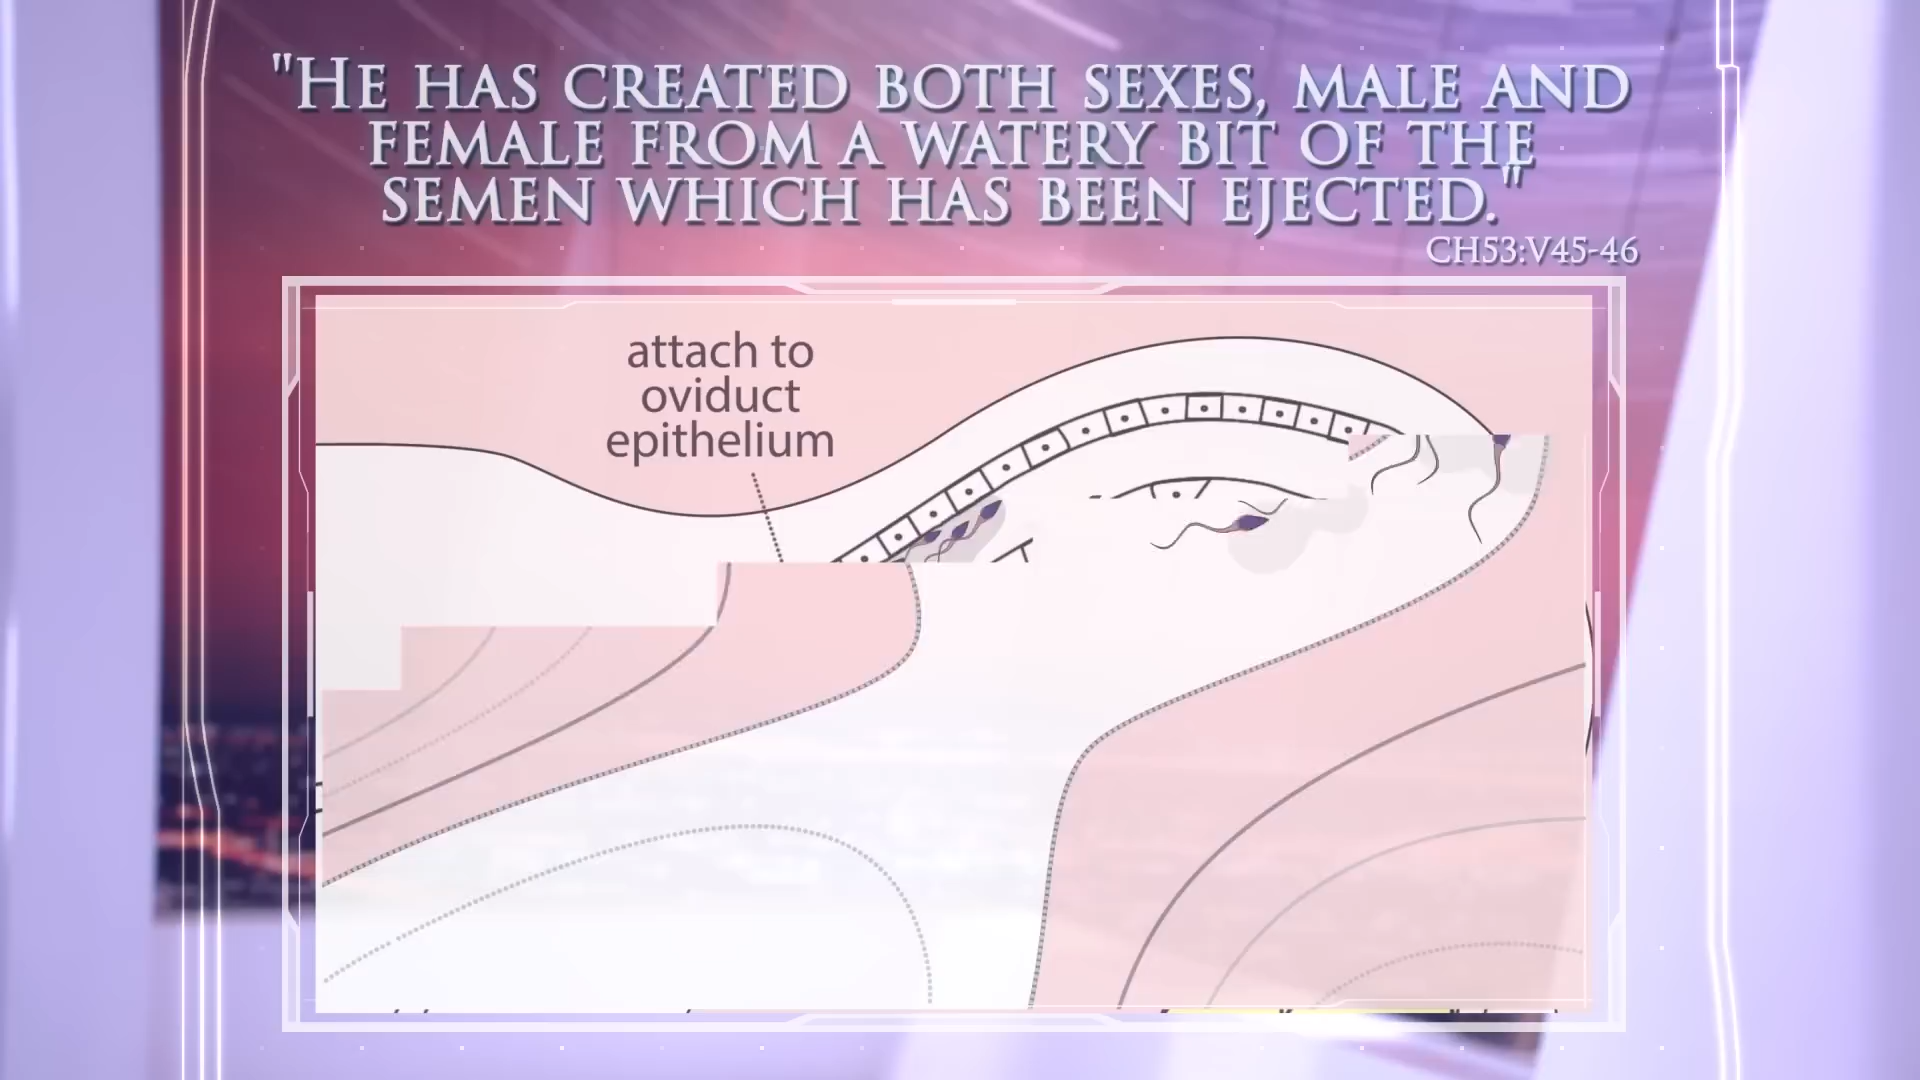 "HE HAS CREATED BOTH SEXES, MALE AND
FEMALE FROM A WATERY BIT OF THE
SEMEN WHICH HAS BEEN EJECTED."
CH53:V45-46
attach to
oviduct
epithelium